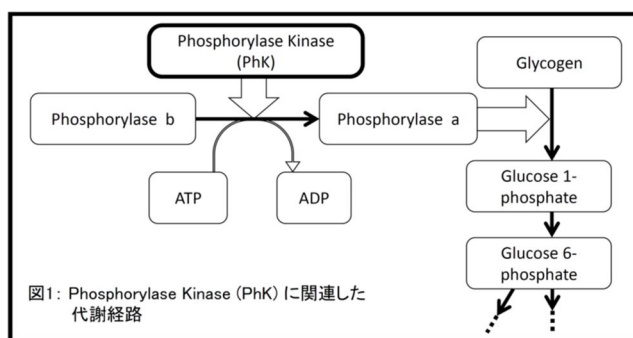 Phosphorylase Kinase
(PhK)
Glycogen
Phosphorylase b
Phosphorylase a
ATP
ADP
Glucose 1-
phosphate
Glucose 6-
phosphate
図1: Phosphorylase Kinase (PhK) に関連した
代謝経路